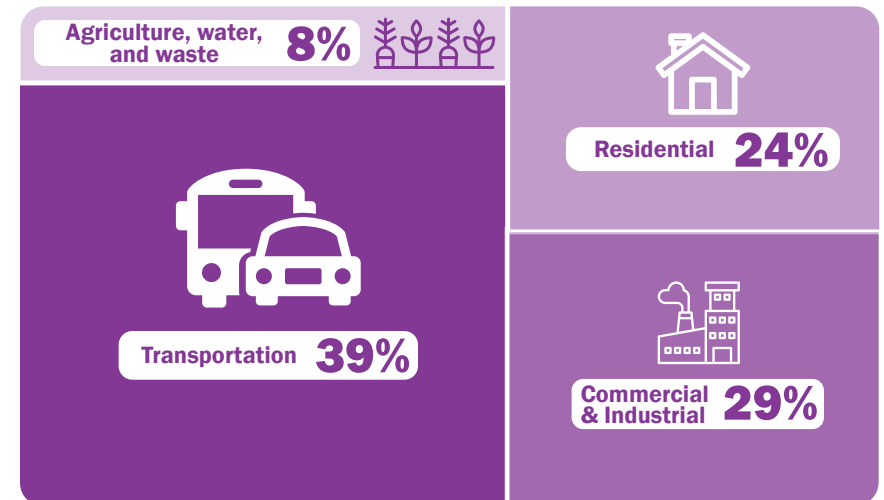 Agriculture, water,
and waste 8%
Residential 24%
Transportation 39%
Commercial
& Industrial 29%